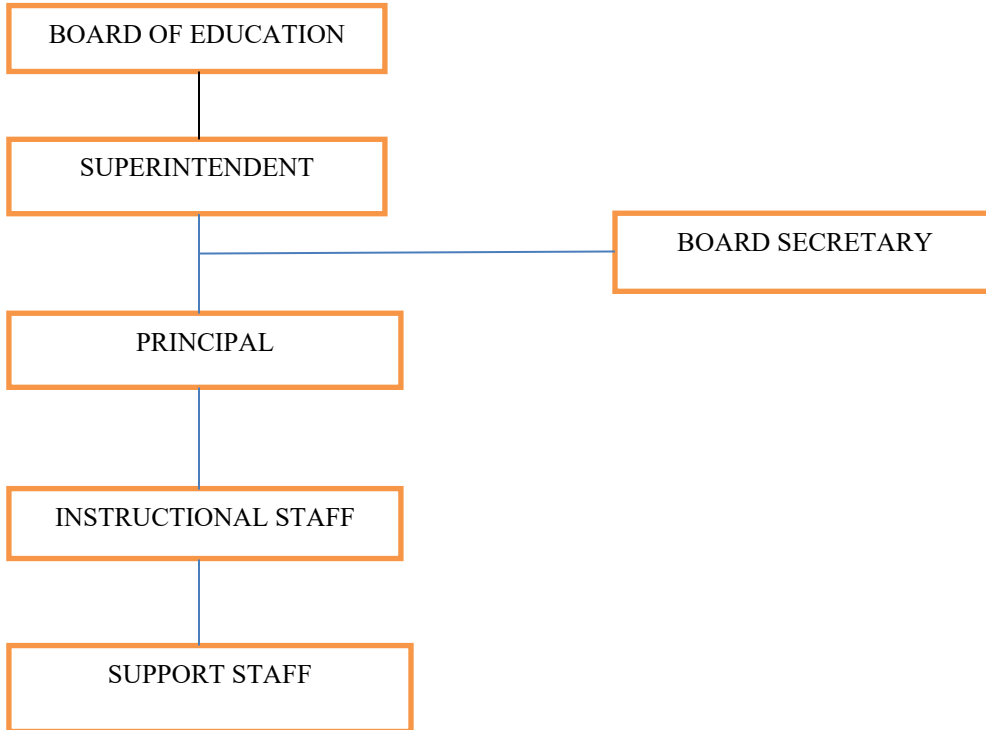 BOARD OF EDUCATION
SUPERINTENDENT
BOARD SECRETARY
PRINCIPAL
INSTRUCTIONAL STAFF
SUPPORT STAFF